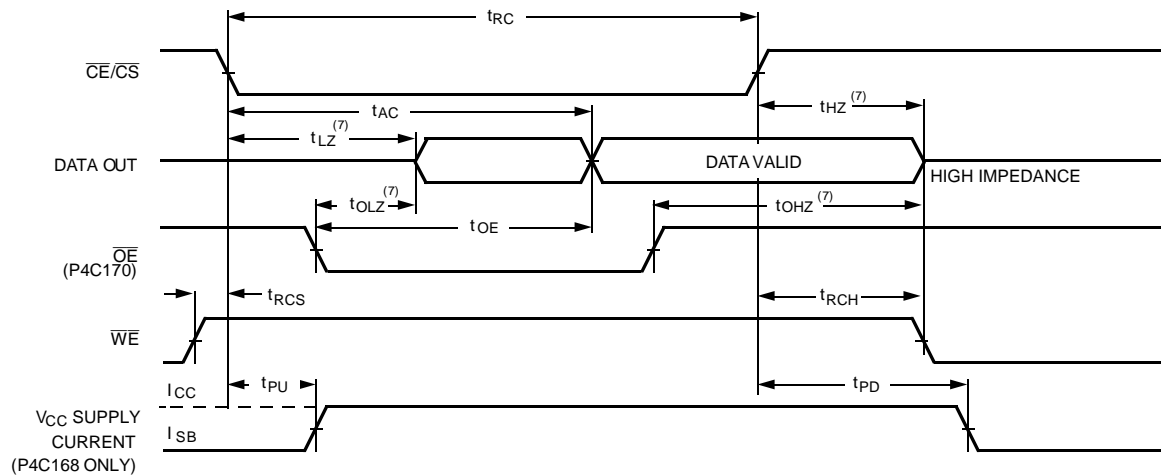 tRC
CE/CS
tAC
tHZ (7)
tLZ (7)
DATA OUT
DATA VALID
HIGH IMPEDANCE
tOLZ (7)
tOHZ (7)
tOE
OE
(P4C170)
tRCS
tRCH
WE
ICC
tPU
tPD
VCC SUPPLY
CURRENT
(P4C168 ONLY)
ISB